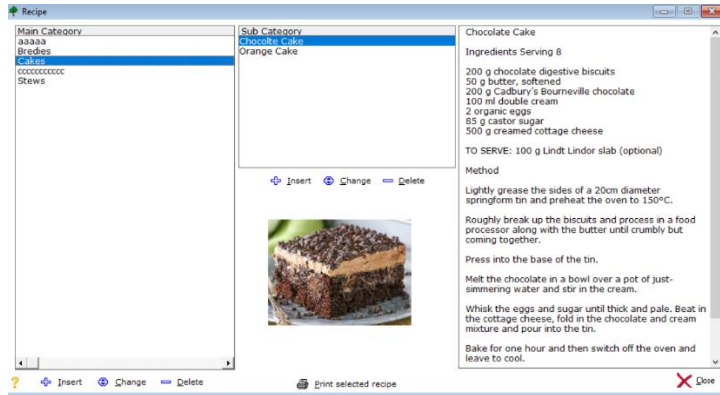 Recipe
Main Category
aaaaa
Bredies
Cakes
ccccccccccc
Stews
Insert
Change
Delete
Sub Category
Chocolte Cake
Orange Cake
Insert
Change
Delete
Print selected recipe
Chocolate Cake
Ingredients Serving 8
200 g chocolate digestive biscuits
50 g butter, softened
200 g Cadbury's Bourneville chocolate
100 ml double cream
2 organic eggs
85 g castor sugar
500 g creamed cottage cheese
TO SERVE: 100 g Lindt Lindor slab (optional)
Method
Lightly grease the sides of a 20cm diameter
springform tin and preheat the oven to 150°C.
Roughly break up the biscuits and process in a food
processor along with the butter until crumbly but
coming together.
Press into the base of the tin.
Melt the chocolate in a bowl over a pot of just-
simmering water and stir in the cream.
Whisk the eggs and sugar until thick and pale. Beat in
the cottage cheese, fold in the chocolate and cream
mixture and pour into the tin.
Bake for one hour and then switch off the oven and
leave to cool.
Close